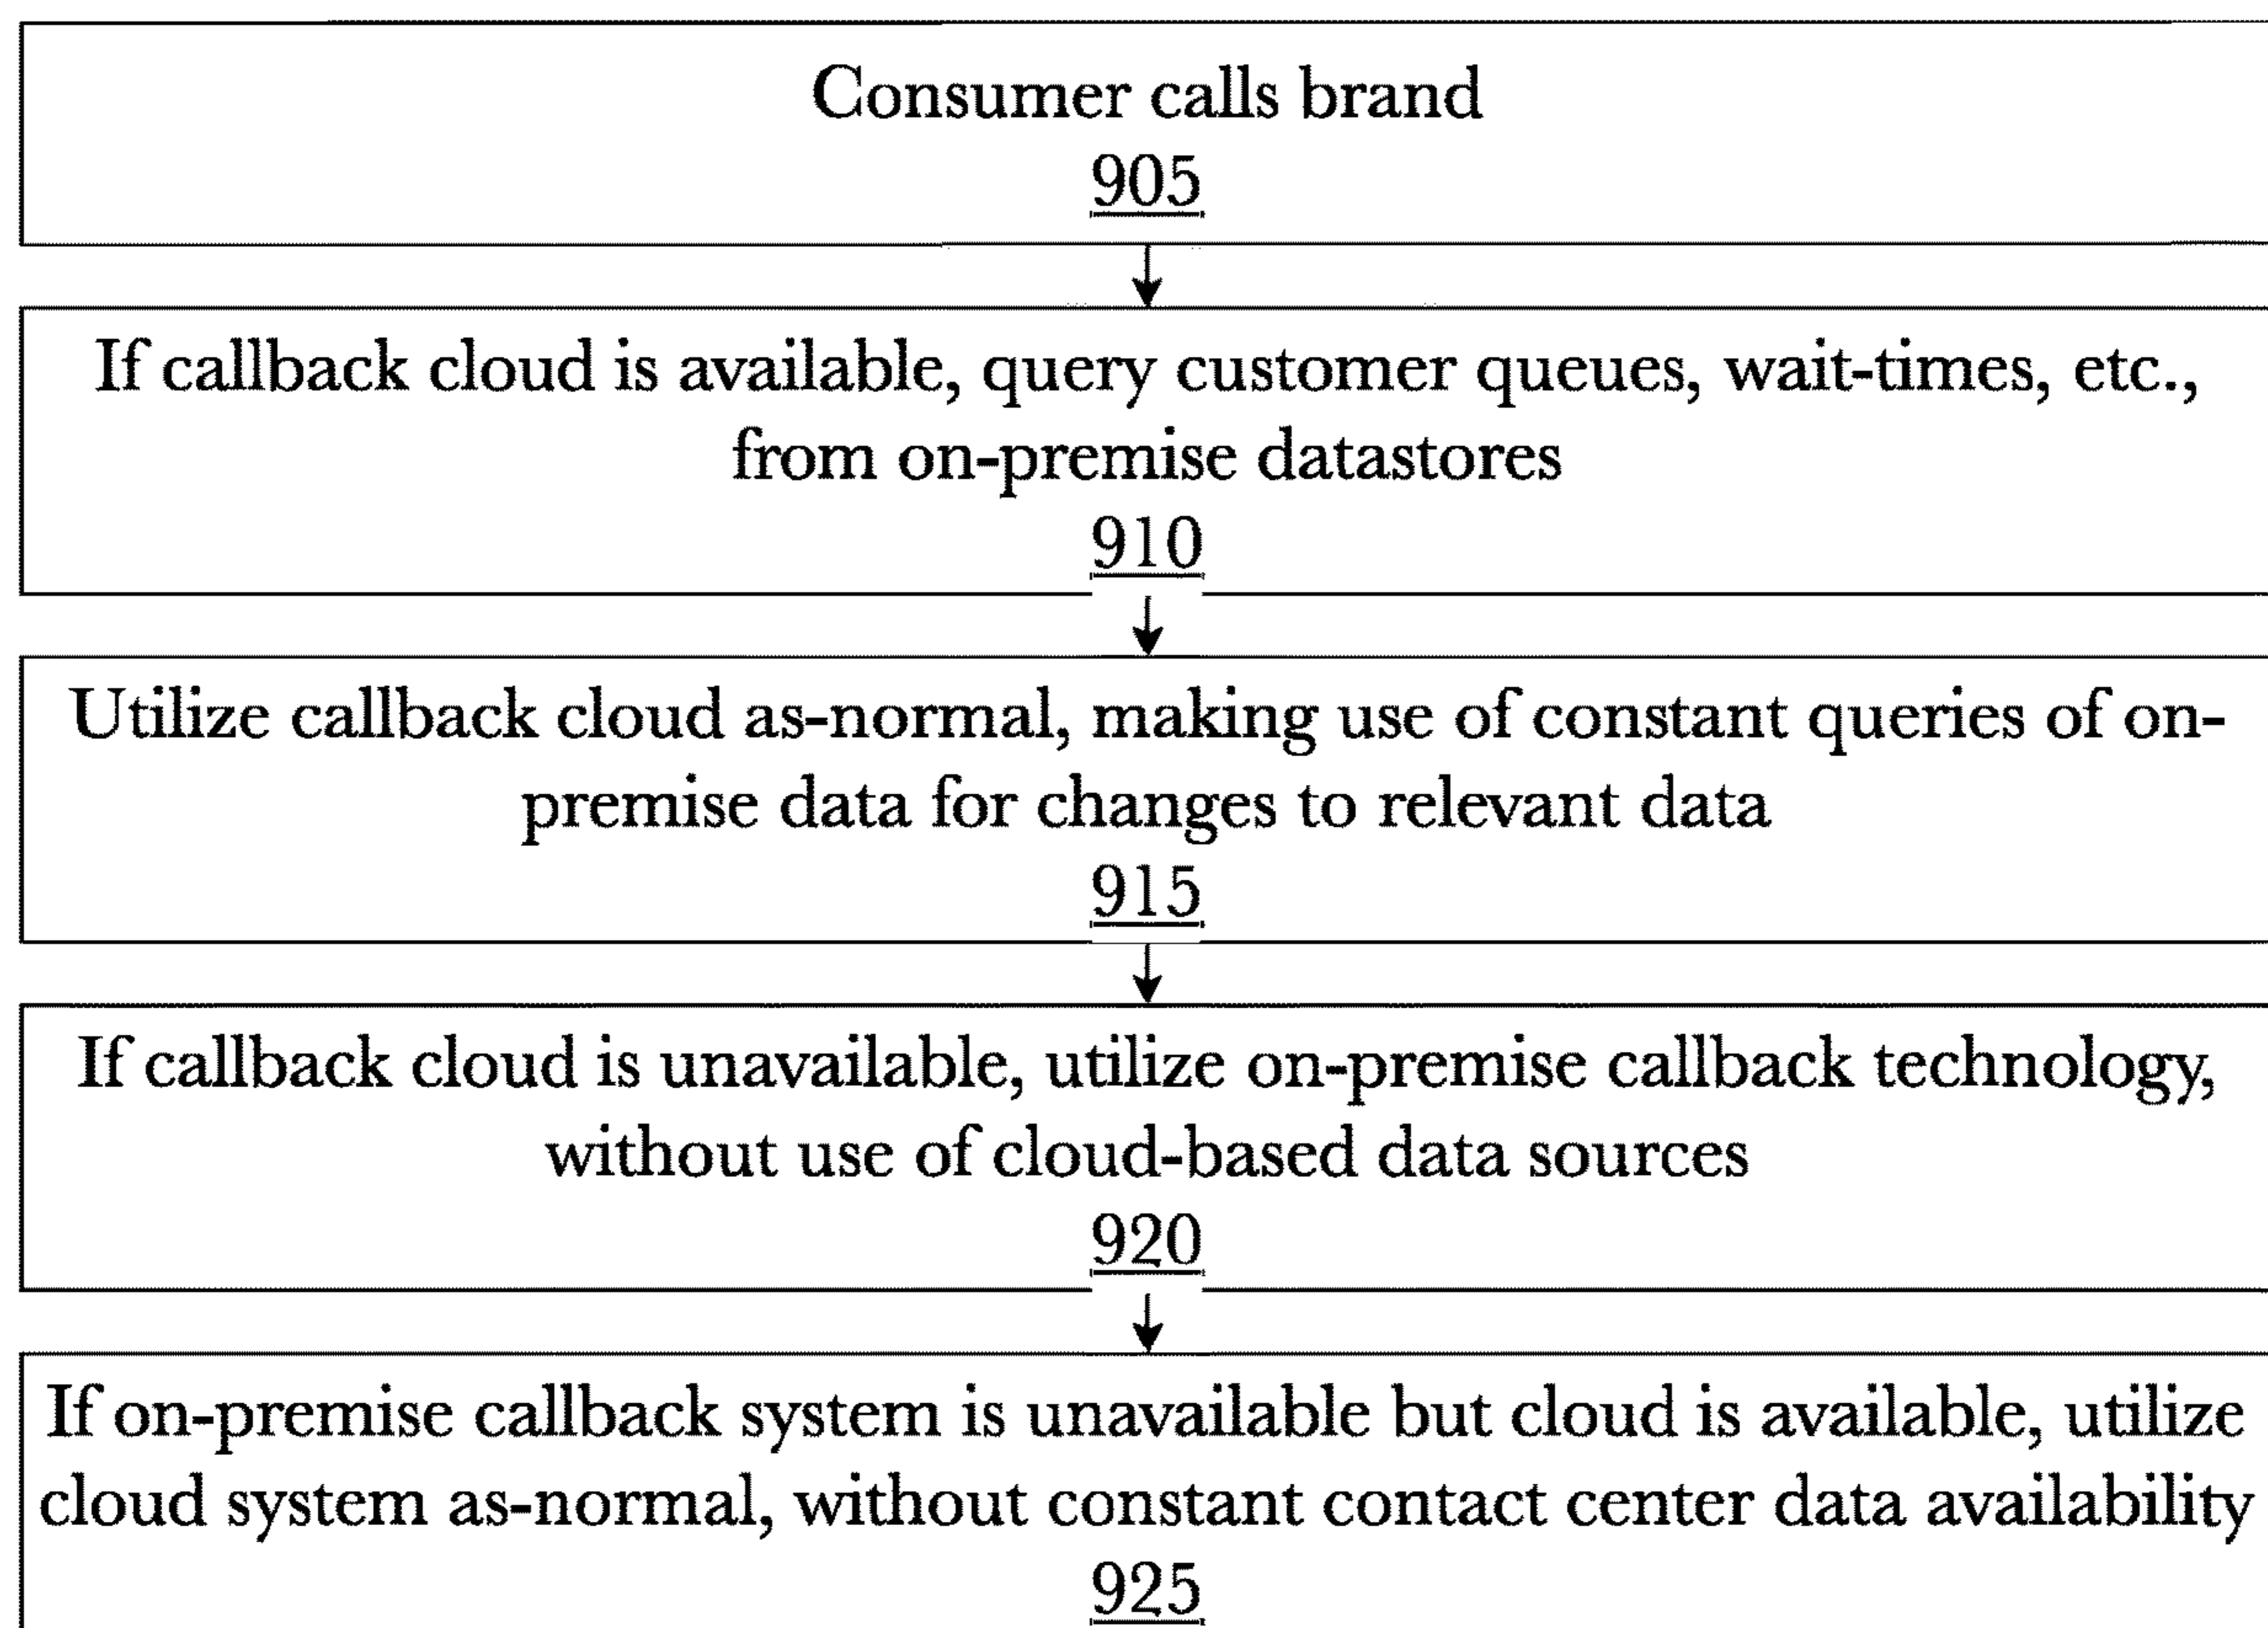 Consumer calls brand
905
If callback cloud is available, query customer queues, wait-times, etc.,
from on-premise datastores
910
Utilize callback cloud as-normal, making use of constant queries of on-
premise data for changes to relevant data
915
If callback cloud is unavailable, utilize on-premise callback technology,
without use of cloud-based data sources
920
If on-premise callback system is unavailable but cloud is available, utilize
cloud system as-normal, without constant contact center data availability
925